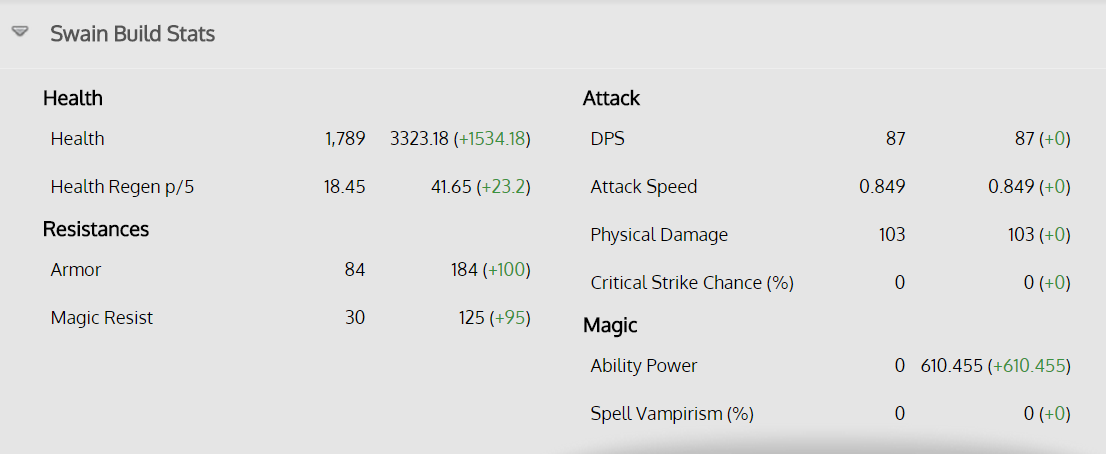 Swain Build Stats
Health
Health 1,789 3323.18 (+1534.18)
Health Regen p/5 18.45 41.65 (+23.2)
Resistances
Armor 84 184 (+100)
Magic Resist 30 125 (+95)
Attack
DPS 87 87 (+0)
Attack Speed 0.849 0.849 (+0)
Physical Damage 103 103 (+0)
Critical Strike Chance (%) 0 0 (+0)
Magic
Ability Power 0 610.455 (+610.455)
Spell Vampirism (%) 0 0 (+0)